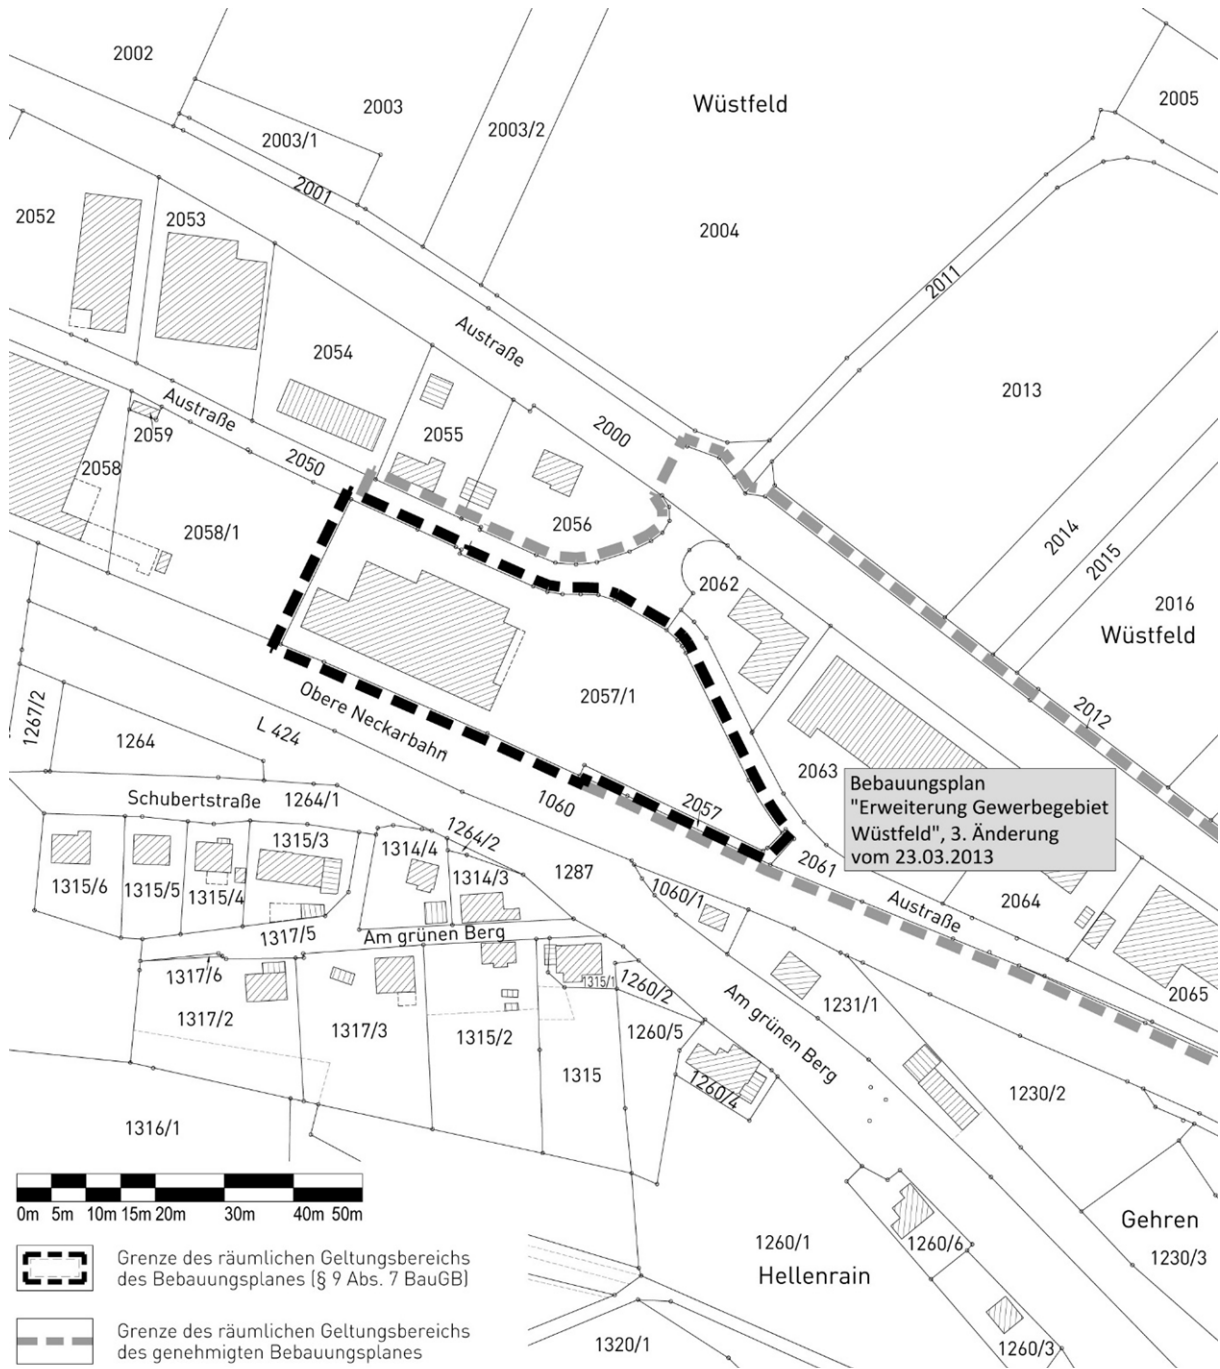 2002
2003
2003/1
2003/2
Wüstfeld
2005
2001
2052
2053
2004
2011
Austraße
2054
2013
Austraße
2059
2055
2000
2050
2058
2056
2058/1
2014
2015
2062
2016
Wüstfeld
2057/1
Obere Neckarbahn
L 424
1267/2
1264
2012
2063
Bebauungsplan
"Erweiterung Gewerbegebiet
Wüstfeld", 3. Änderung
vom 23.03.2013
Schubertstraße
1264/1
1060
2057
1264/2
1315/3
1314/4
1315/6
1315/5
1315/4
1314/3
1287
2061
1060/1
2064
Austraße
1317/5
Am grünen Berg
1317/6
1315/1
1260/2
2065
1317/2
1317/3
1315/2
1260/5
Am grünen Berg
1231/1
1315
1260/4
1230/2
1316/1
0m 5m 10m 15m 20m 30m 40m 50m
Gehren
1230/3
1260/1
1260/6
Hellenrain
Grenze des räumlichen Geltungsbereichs
des Bebauungsplanes (§ 9 Abs. 7 BauGB)
Grenze des räumlichen Geltungsbereichs
des genehmigten Bebauungsplanes
1320/1
1260/3